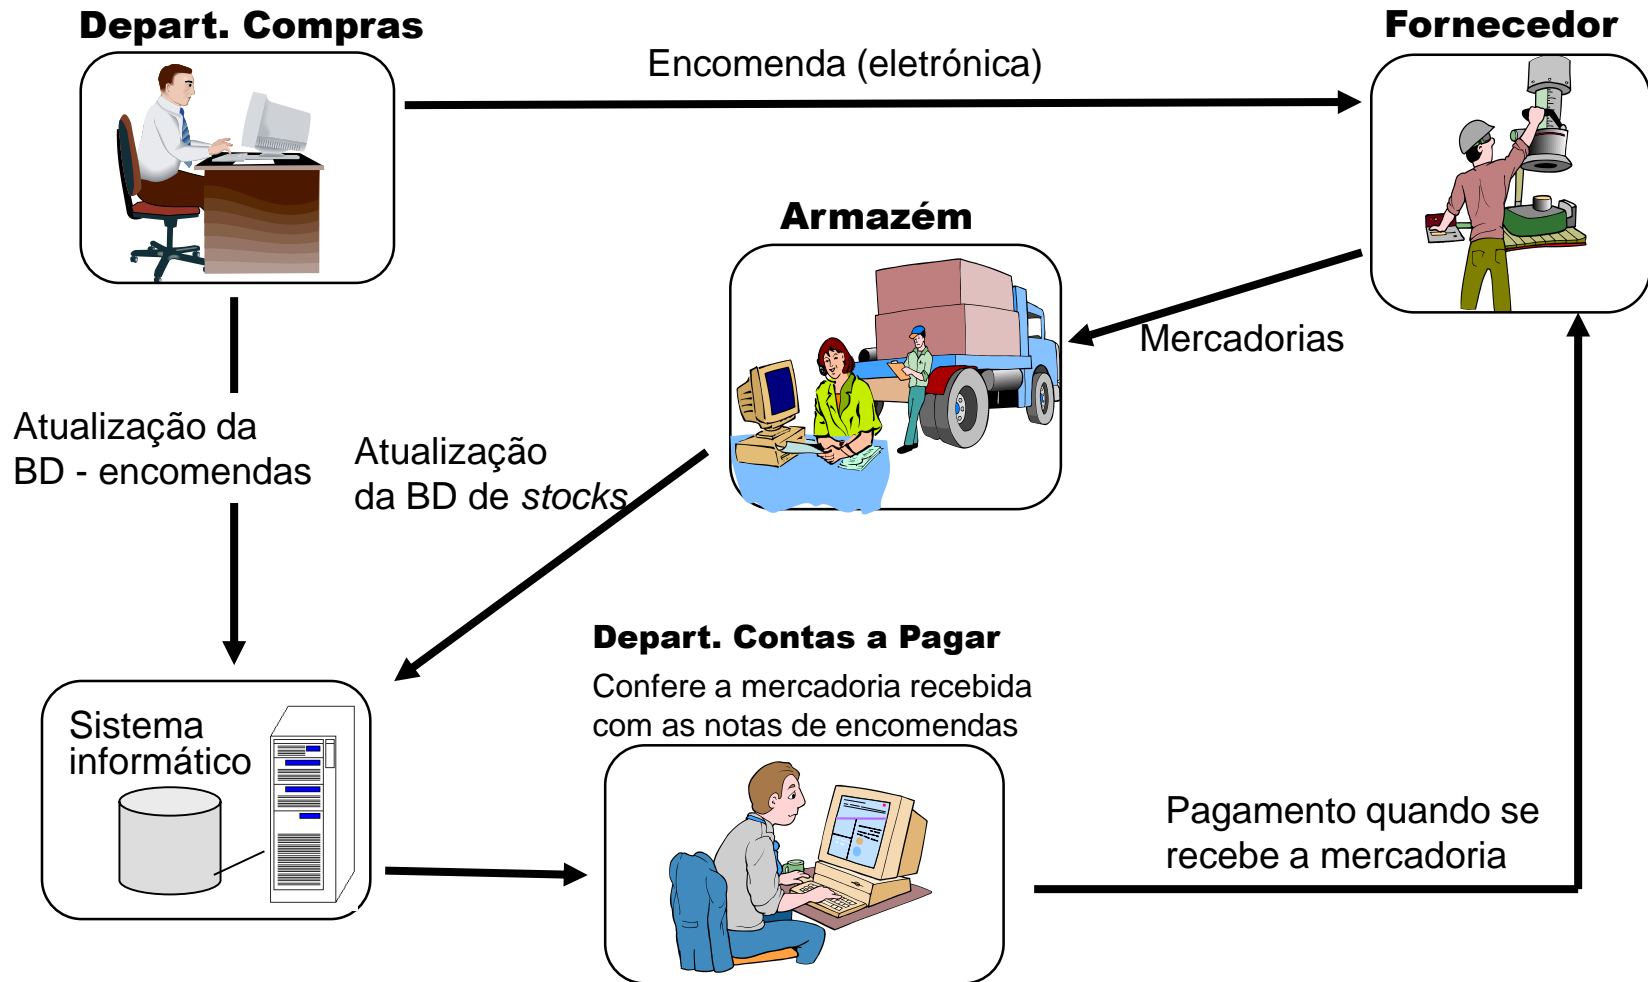 Depart. Compras
Fornecedor
Encomenda (eletrónica)
Armazém
Mercadorias
Atualização da
BD - encomendas
Atualização
da BD de stocks
Depart. Contas a Pagar
Confere a mercadoria recebida
com as notas de encomendas
Sistema
informático
Pagamento quando se
recebe a mercadoria